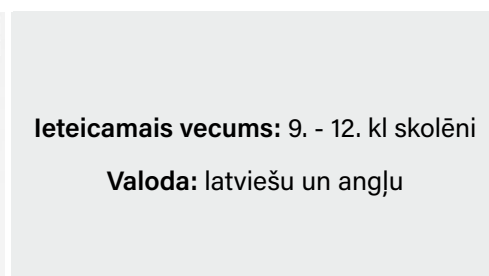 Ieteicamais vecums: 9. - 12. kl skolēni
Valoda: latviešu un angļu